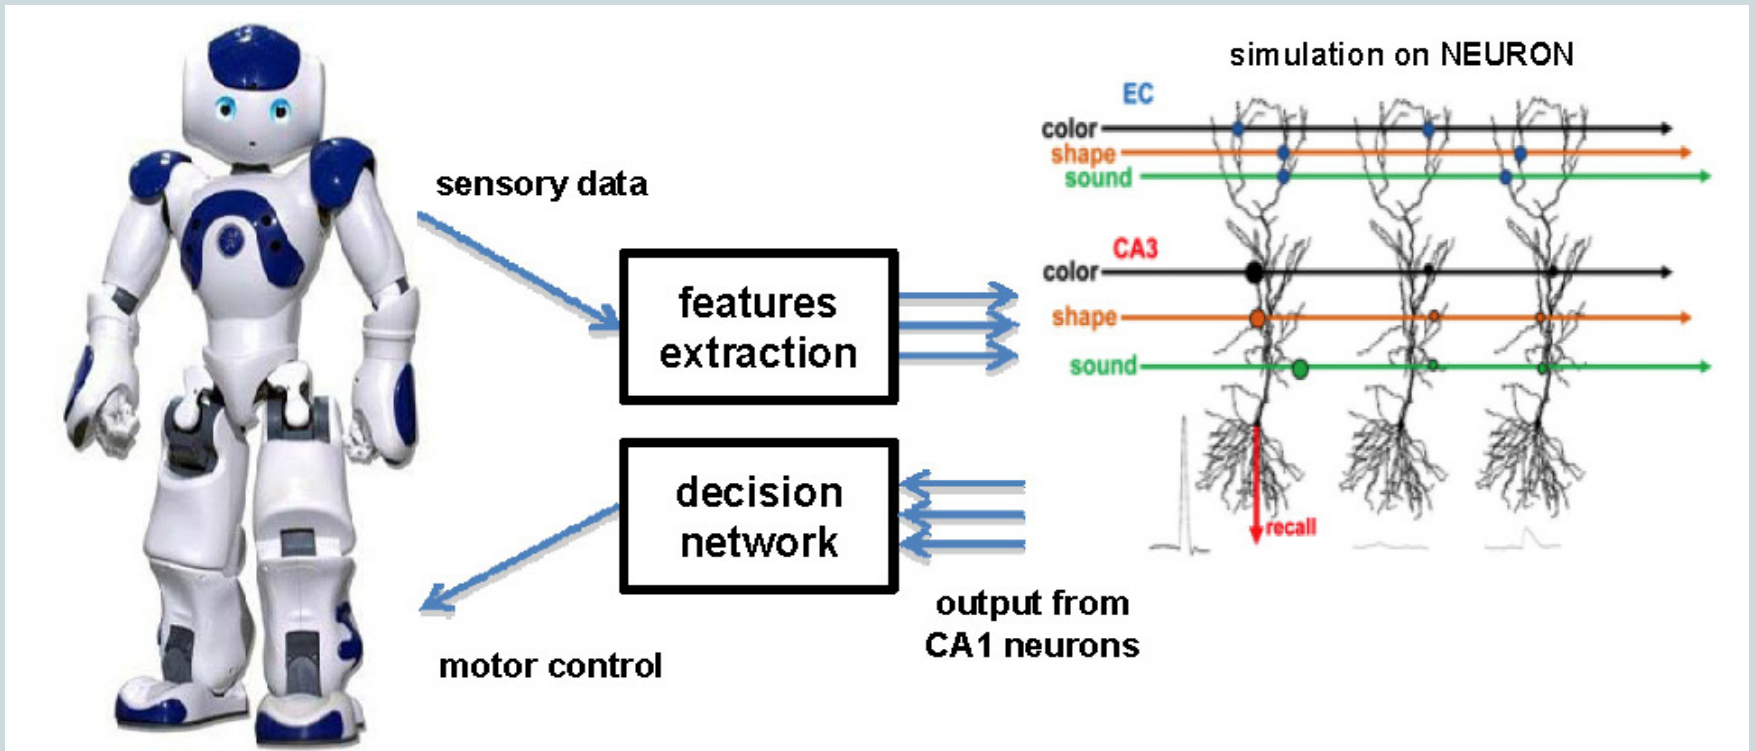 simulation on NEURON
EC
color
shape
sound
CA3
color
shape
sound
recall
sensory data
features
extraction
decision
network
output from
CA1 neurons
motor control